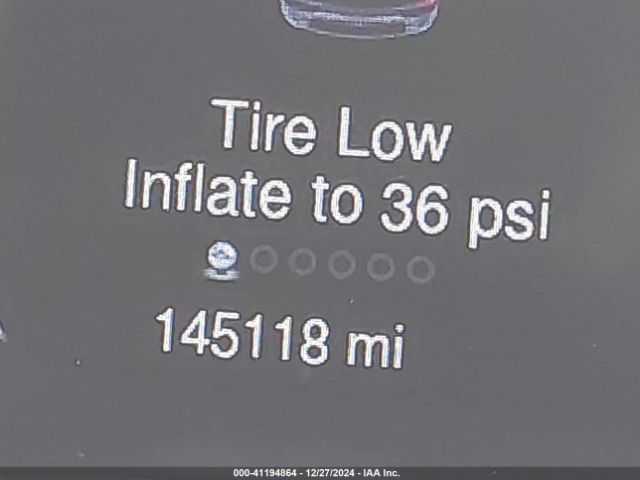 Tire Low
Inflate to 36 psi
145118 mi
000-41194864 - 12/27/2024 - IAA Inc.